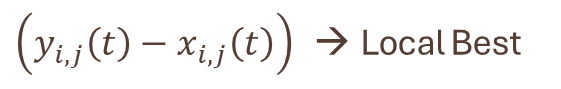 (y_{i,j}(t) − x_{i,j}(t)) → Local Best